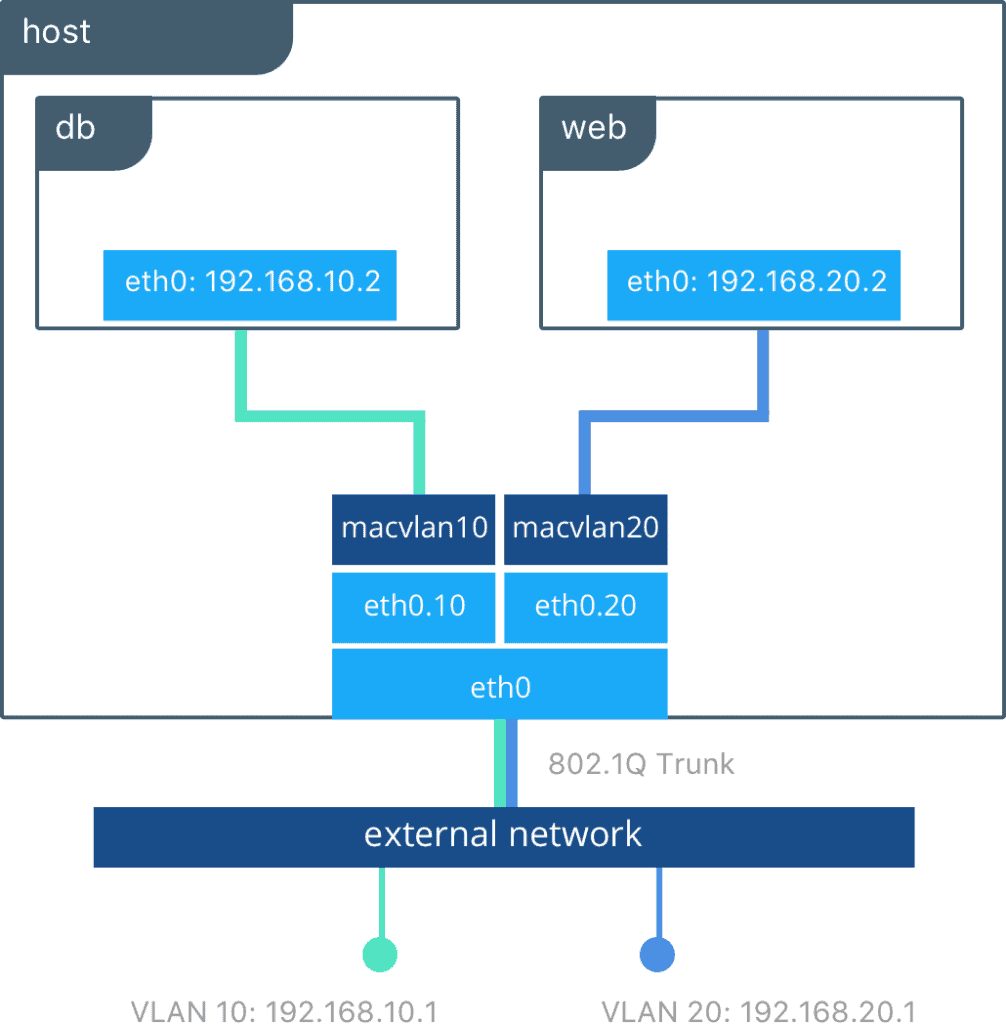 host
db
web
eth0: 192.168.10.2
eth0: 192.168.20.2
macvlan10
macvlan20
eth0.10
eth0.20
eth0
802.1Q Trunk
external network
VLAN 10: 192.168.10.1
VLAN 20: 192.168.20.1